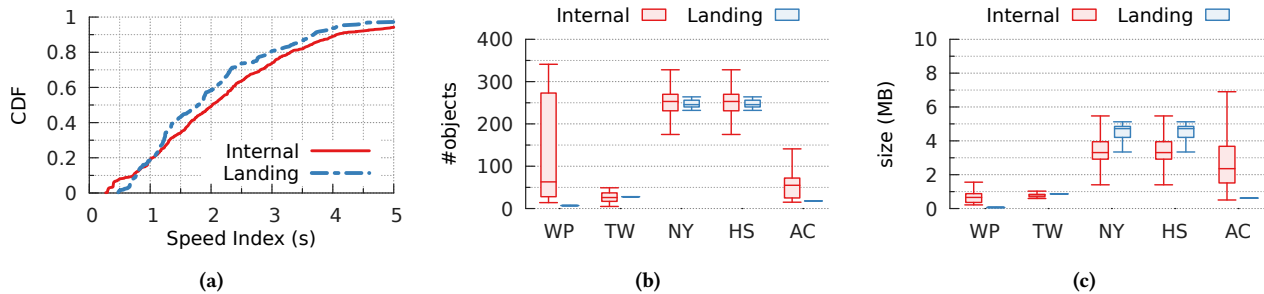 1
0.8
0.6
0.4
0.2
0
CDF
Internal
Landing
0 1 2 3 4 5
Speed Index (s)
(a)
Internal Landing
400
300
200
100
0
#objects
WP TW NY HS AC
(b)
Internal Landing
10
8
6
4
2
0
size (MB)
WP TW NY HS AC
(c)